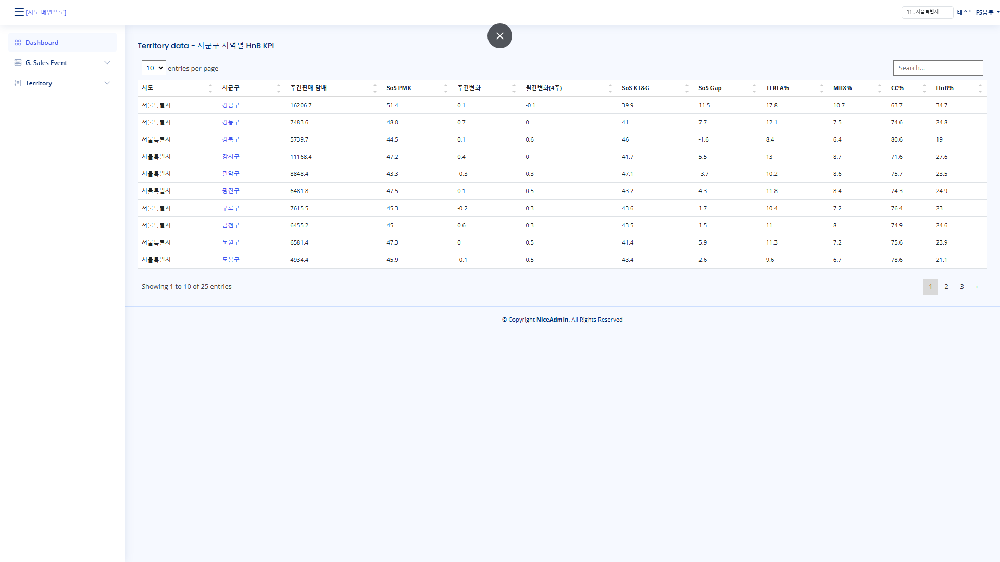 [지도 메인으로]
11 : 서울특별시
테스트 FS남부
Dashboard
G. Sales Event
Territory
Territory data - 시군구 지역별 HnB KPI
10 entries per page
Search...
시도 시군구 주간판매 담배 SoS PMK 주간변화 월간변화(4주) SoS KT&G SoS Gap TEREA% MIIX% CC% HnB%
서울특별시 강남구 16206.7 51.4 0.1 -0.1 39.9 11.5 17.8 10.7 63.7 34.7
서울특별시 강동구 7483.6 48.8 0.7 0 41 7.7 12.1 7.5 74.6 24.8
서울특별시 강북구 5739.7 44.5 0.1 0.6 46 -1.6 8.4 6.4 80.6 19
서울특별시 강서구 11168.4 47.2 0.4 0 41.7 5.5 13 8.7 71.6 27.6
서울특별시 관악구 8848.4 43.3 -0.3 0.3 47.1 -3.7 10.2 8.6 75.7 23.5
서울특별시 광진구 6481.8 47.5 0.1 0.5 43.2 4.3 11.8 8.4 74.3 24.9
서울특별시 구로구 7615.5 45.3 -0.2 0.3 43.6 1.7 10.4 7.2 76.4 23
서울특별시 금천구 6455.2 45 0.6 0.3 43.5 1.5 11 8 74.9 24.6
서울특별시 노원구 6581.4 47.3 0 0.5 41.4 5.9 11.3 7.2 75.6 23.9
서울특별시 도봉구 4934.4 45.9 -0.1 0.5 43.4 2.6 9.6 6.7 78.6 21.1
Showing 1 to 10 of 25 entries
1 2 3 ›
© Copyright NiceAdmin. All Rights Reserved